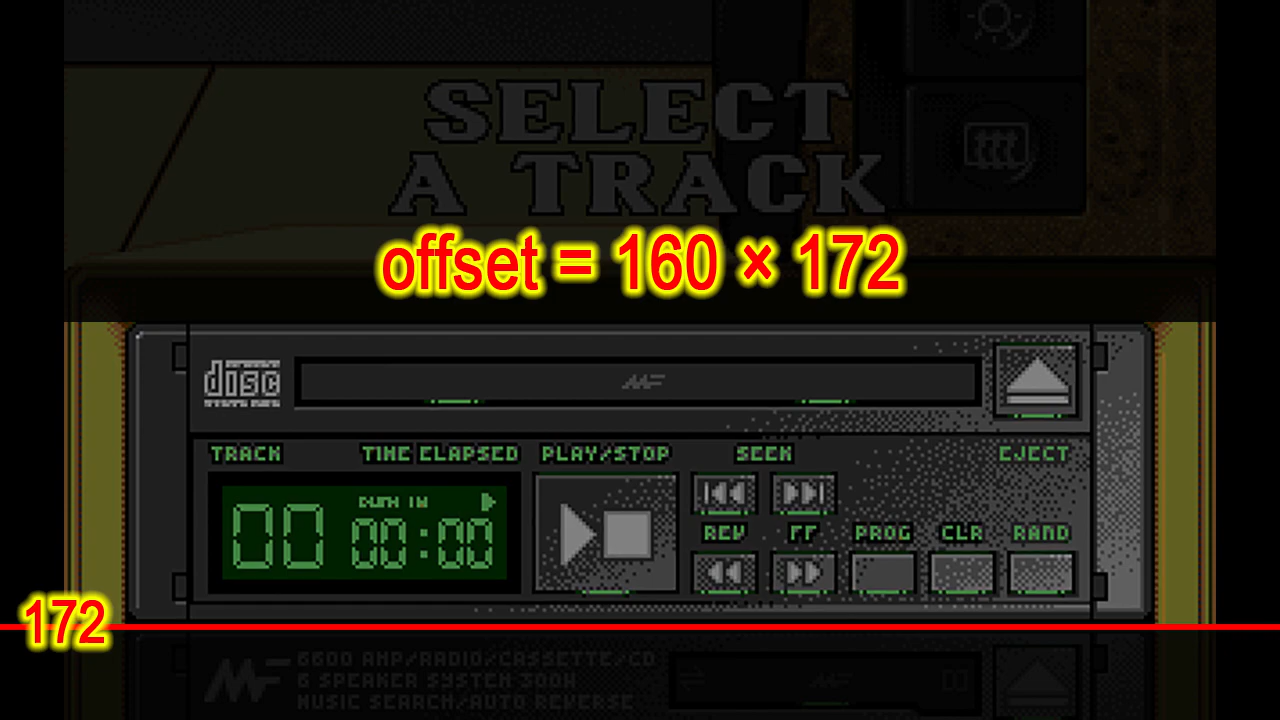 SELECT
A TRACK
offset = 160 × 172
disc
TRACK TIME ELAPSED PLAY/STOP SEEK EJECT
00 00:00
REV FF PROG CLR RAND
172
6600 AMP/RADIO/CASSETTE/CD
6 SPEAKER SYSTEM 300W
MUSIC SEARCH/AUTO REVERSE